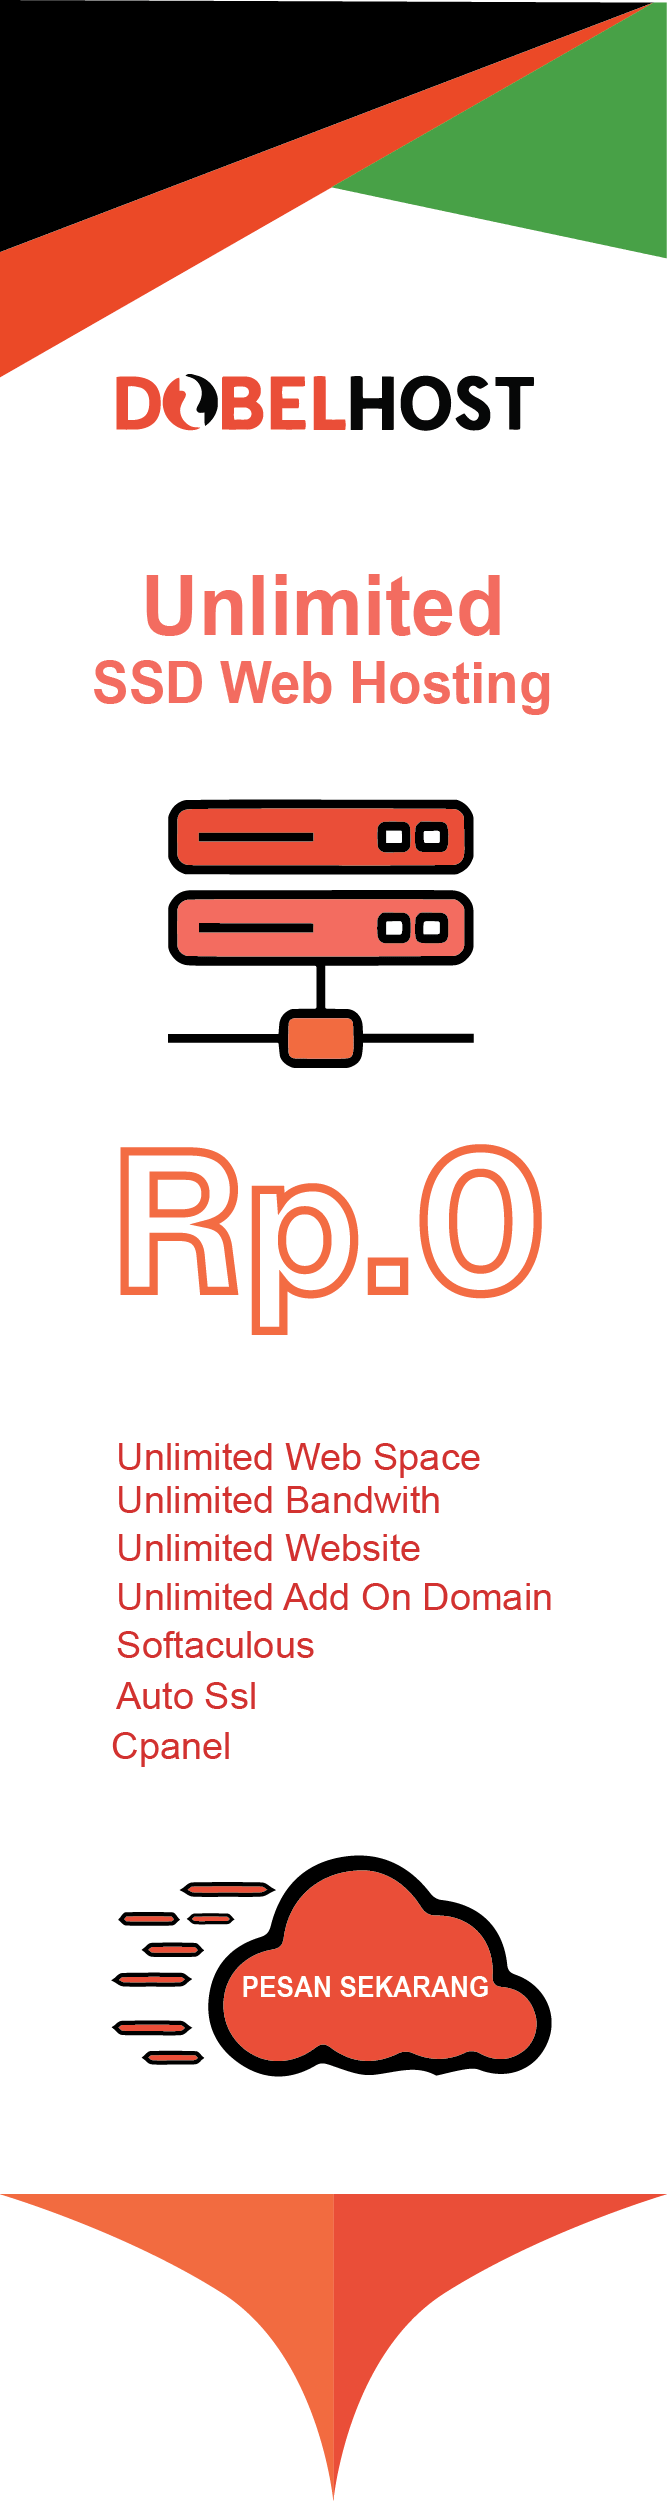 DOBELHOST
Unlimited
SSD Web Hosting
Rp.0
Unlimited Web Space
Unlimited Bandwith
Unlimited Website
Unlimited Add On Domain
Softaculous
Auto Ssl
Cpanel
PESAN SEKARANG